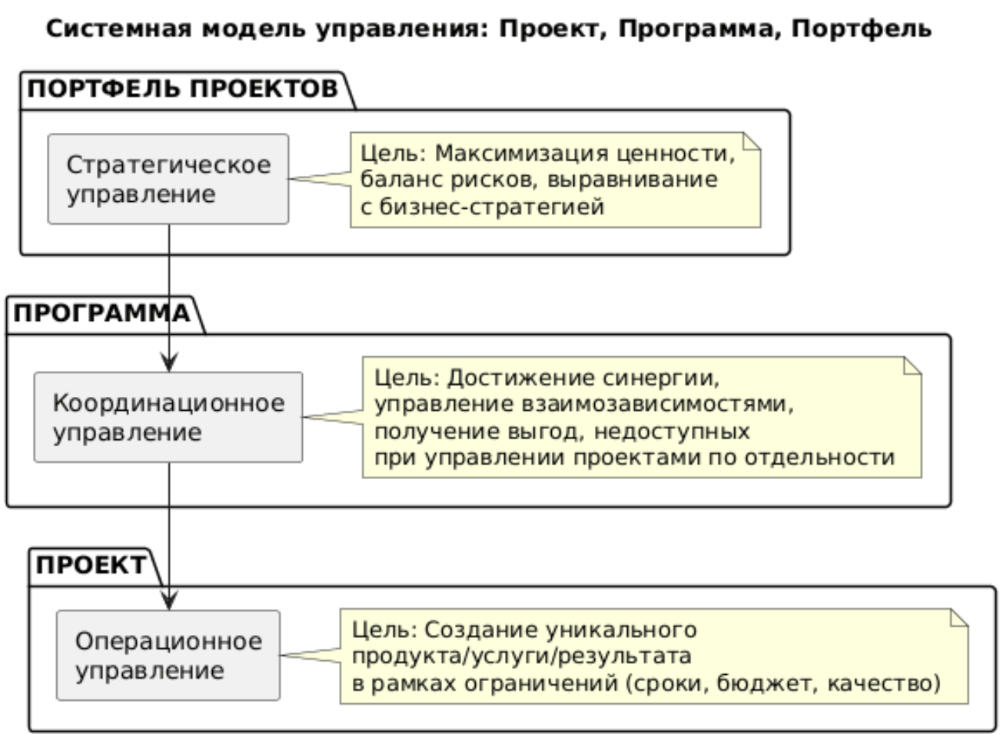 Системная модель управления: Проект, Программа, Портфель
ПОРТФЕЛЬ ПРОЕКТОВ
Стратегическое
управление
Цель: Максимизация ценности,
баланс рисков, выравнивание
с бизнес-стратегией
ПРОГРАММА
Координационное
управление
Цель: Достижение синергии,
управление взаимозависимостями,
получение выгод, недоступных
при управлении проектами по отдельности
ПРОЕКТ
Операционное
управление
Цель: Создание уникального
продукта/услуги/результата
в рамках ограничений (сроки, бюджет, качество)